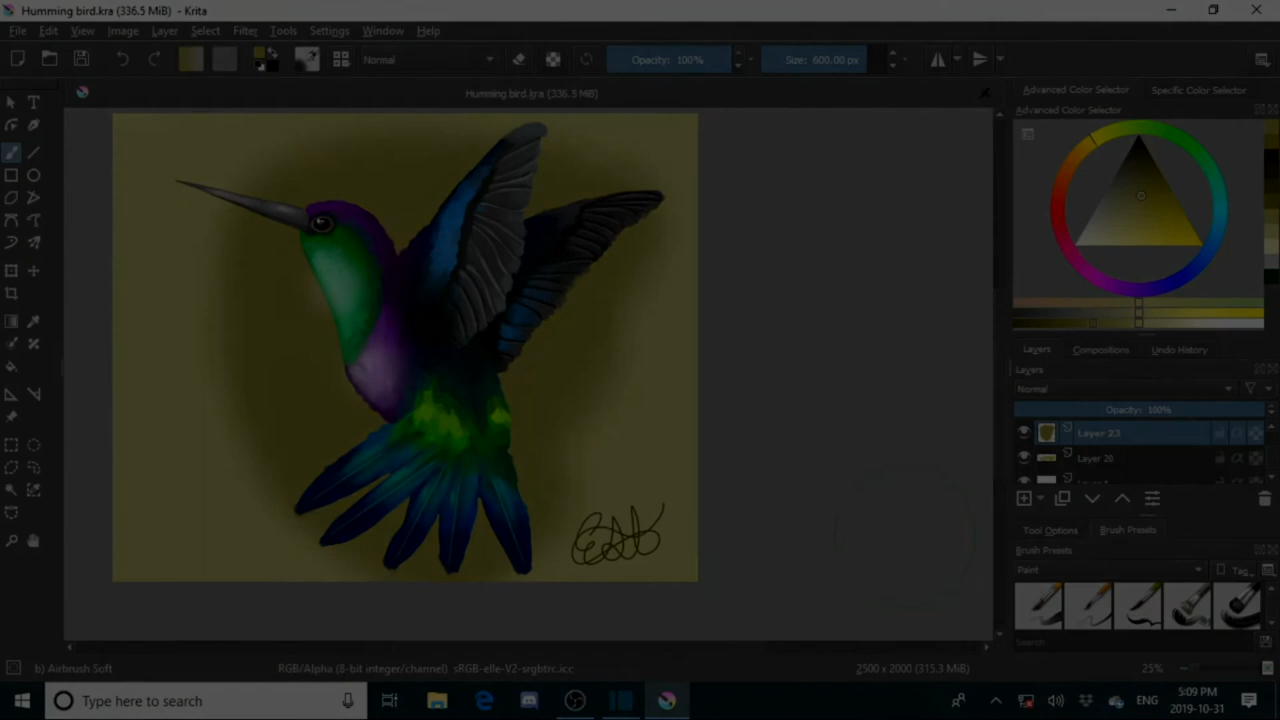 Humming bird.kra (336.5 MiB) - Krita
File Edit View Image Layer Select Filter Tools Settings Window Help
Normal Opacity: 100% Size: 600.00 px
Humming bird.kra (336.5 MiB)
Advanced Color Selector Specific Color Selector
Advanced Color Selector
Layers Compositions Undo History
Layers
Normal
Opacity: 100%
Layer 23
Layer 20
Tool Options Brush Presets
Brush Presets
Paint Tag
Search
b) Airbrush Soft RGB/Alpha (8-bit integer/channel) sRGB-elle-V2-srgbtrc.icc 2500 x 2000 (315.3 MiB) 25%
Type here to search ENG 5:09 PM
2019-10-31